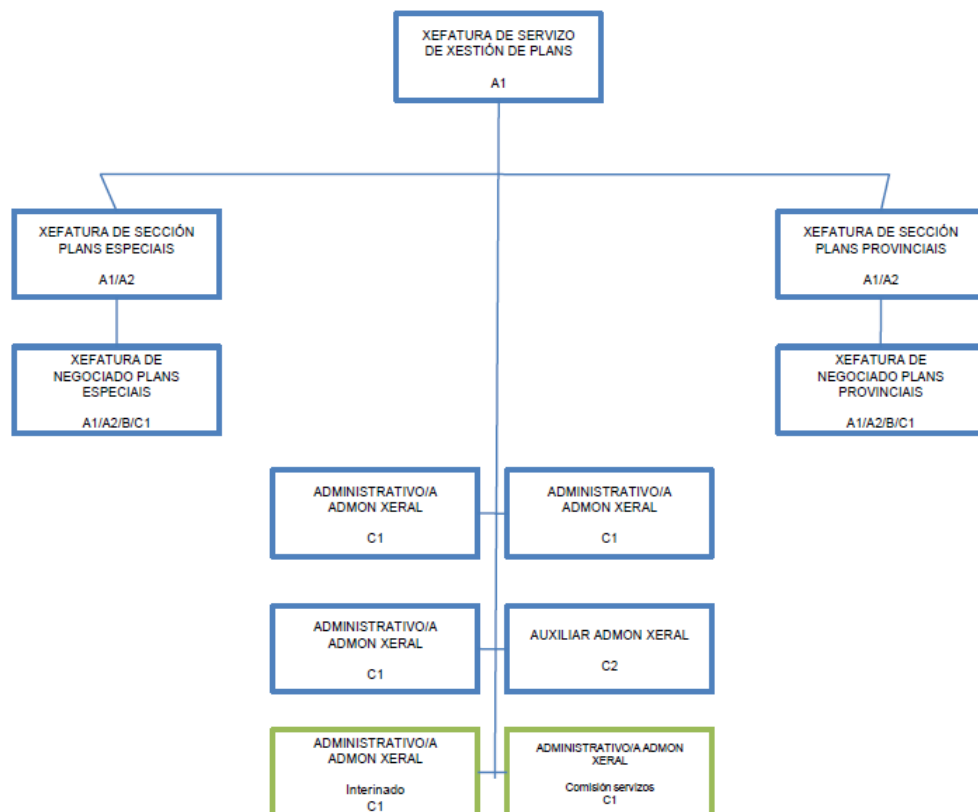 XEFATURA DE SERVIZO
DE XESTIÓN DE PLANS
A1
XEFATURA DE SECCIÓN
PLANS ESPECIAIS
A1/A2
XEFATURA DE SECCIÓN
PLANS PROVINCIAIS
A1/A2
XEFATURA DE
NEGOCIADO PLANS
ESPECIAIS
A1/A2/B/C1
XEFATURA DE
NEGOCIADO PLANS
PROVINCIAIS
A1/A2/B/C1
ADMINISTRATIVO/A
ADMON XERAL
C1
ADMINISTRATIVO/A
ADMON XERAL
C1
ADMINISTRATIVO/A
ADMON XERAL
C1
AUXILIAR ADMON XERAL
C2
ADMINISTRATIVO/A
ADMON XERAL
Interinado
C1
ADMINISTRATIVO/A ADMON
XERAL
Comisión servizos
C1